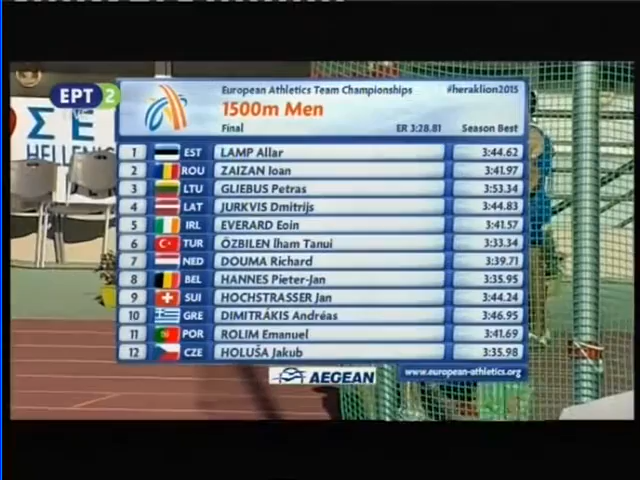 ΕΡΤ2
ΣΕ
HELLENIC
European Athletics Team Championships #heraklion2015
1500m Men
Final ER 3:28.81 Season Best
1 EST LAMP Allar 3:44.62
2 ROU ZAIZAN Ioan 3:41.97
3 LTU GLIEBUS Petras 3:53.34
4 LAT JURKVIS Dmitrijs 3:44.83
5 IRL EVERARD Eoin 3:41.57
6 TUR ÖZBILEN Ilham Tanui 3:33.34
7 NED DOUMA Richard 3:39.71
8 BEL HANNES Pieter-Jan 3:35.95
9 SUI HOCHSTRASSER Jan 3:44.24
10 GRE DIMITRÁKIS Andréas 3:46.95
11 POR ROLIM Emanuel 3:41.69
12 CZE HOLUŠA Jakub 3:35.98
AEGEAN www.european-athletics.org